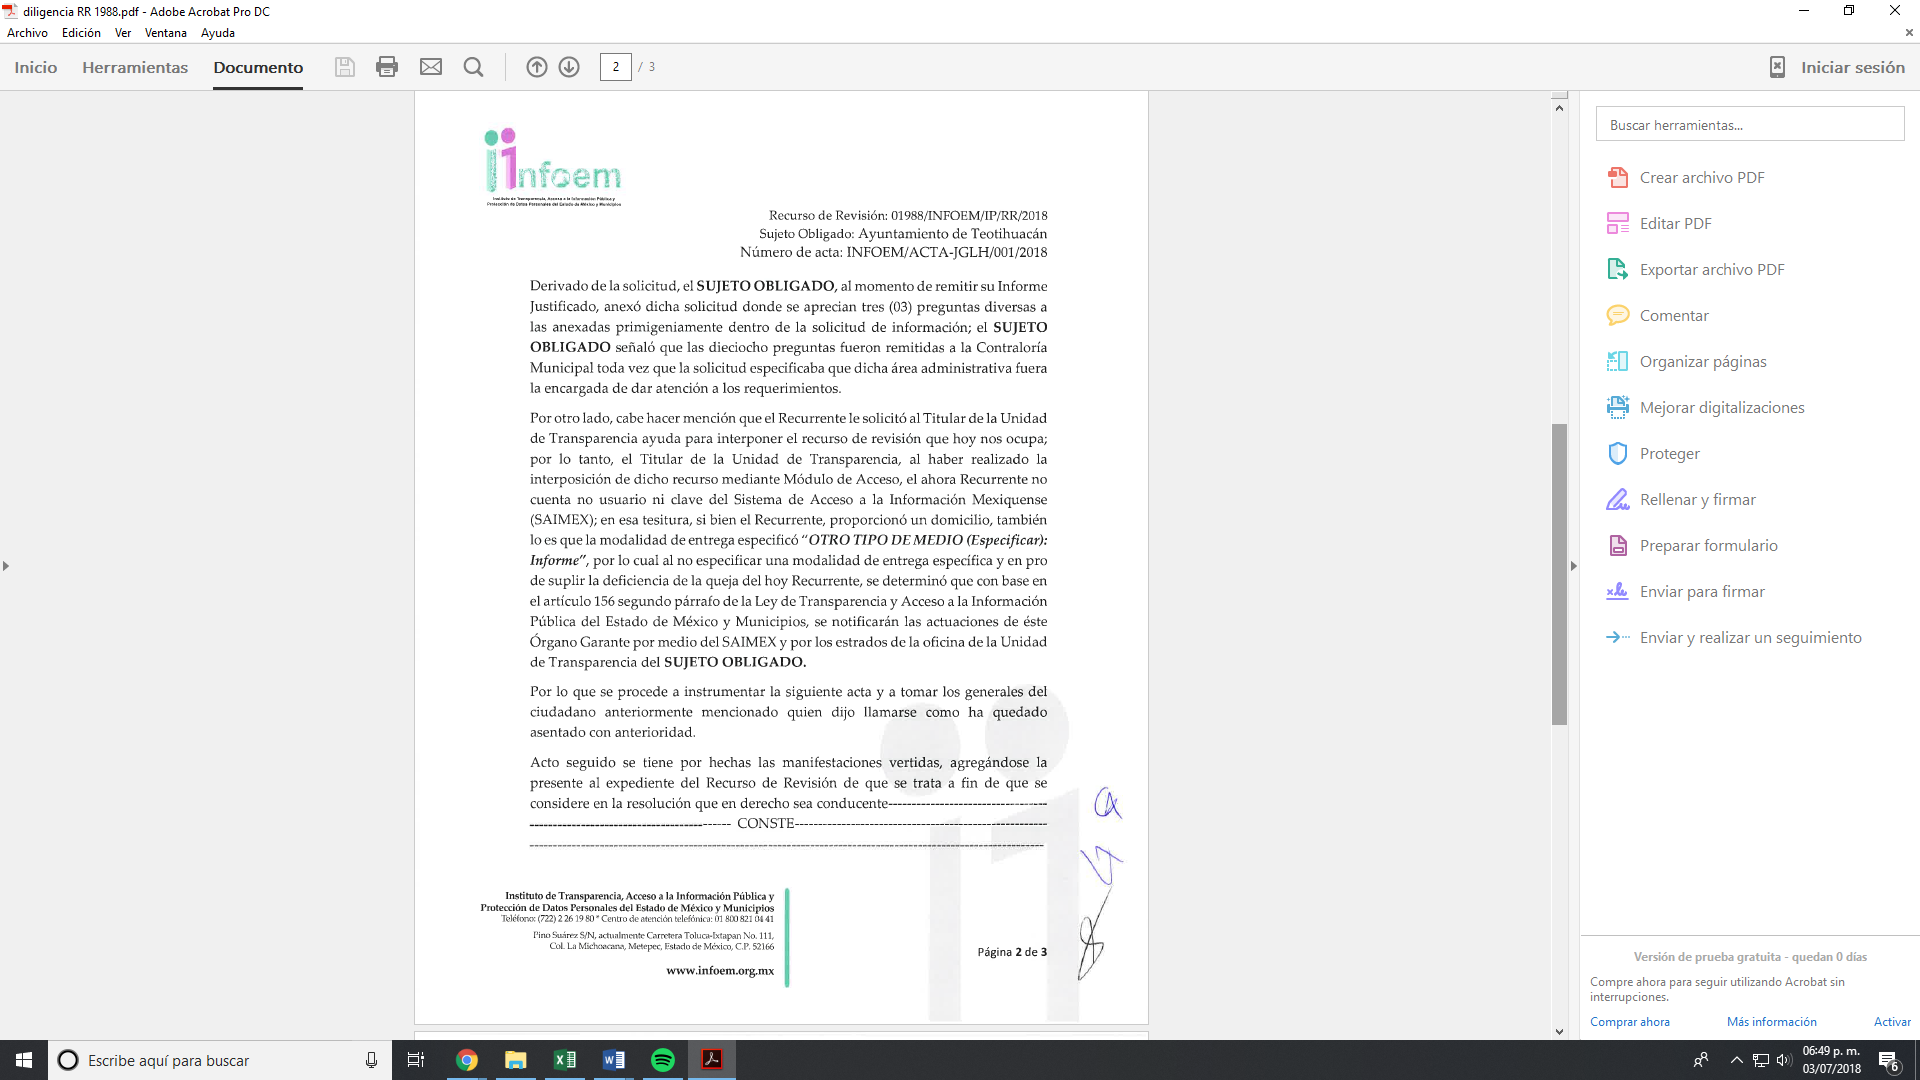 diligencia RR 1988.pdf - Adobe Acrobat Pro DC
Archivo Edición Ver Ventana Ayuda
Inicio Herramientas Documento 2 / 3 Iniciar sesión
infoem
Instituto de Transparencia, Acceso a la Información Pública y
Protección de Datos Personales del Estado de México y Municipios
Recurso de Revisión: 01988/INFOEM/IP/RR/2018
Sujeto Obligado: Ayuntamiento de Teotihuacán
Número de acta: INFOEM/ACTA-JGLH/001/2018
Derivado de la solicitud, el SUJETO OBLIGADO, al momento de remitir su Informe
Justificado, anexó dicha solicitud donde se aprecian tres (03) preguntas diversas a
las anexadas primigeniamente dentro de la solicitud de información; el SUJETO
OBLIGADO señaló que las dieciocho preguntas fueron remitidas a la Contraloría
Municipal toda vez que la solicitud especificaba que dicha área administrativa fuera
la encargada de dar atención a los requerimientos.
Por otro lado, cabe hacer mención que el Recurrente le solicitó al Titular de la Unidad
de Transparencia ayuda para interponer el recurso de revisión que hoy nos ocupa;
por lo tanto, el Titular de la Unidad de Transparencia, al haber realizado la
interposición de dicho recurso mediante Módulo de Acceso, el ahora Recurrente no
cuenta no usuario ni clave del Sistema de Acceso a la Información Mexiquense
(SAIMEX); en esa tesitura, si bien el Recurrente, proporcionó un domicilio, también
lo es que la modalidad de entrega especificó “OTRO TIPO DE MEDIO (Especificar):
Informe”, por lo cual al no especificar una modalidad de entrega específica y en pro
de suplir la deficiencia de la queja del hoy Recurrente, se determinó que con base en
el artículo 156 segundo párrafo de la Ley de Transparencia y Acceso a la Información
Pública del Estado de México y Municipios, se notificarán las actuaciones de éste
Órgano Garante por medio del SAIMEX y por los estrados de la oficina de la Unidad
de Transparencia del SUJETO OBLIGADO.
Por lo que se procede a instrumentar la siguiente acta y a tomar los generales del
ciudadano anteriormente mencionado quien dijo llamarse como ha quedado
asentado con anterioridad.
Acto seguido se tiene por hechas las manifestaciones vertidas, agregándose la
presente al expediente del Recurso de Revisión de que se trata a fin de que se
considere en la resolución que en derecho sea conducente----------------------------------
------------------------------------------- CONSTE------------------------------------------------------
--------------------------------------------------------------------------------------------------------------
Instituto de Transparencia, Acceso a la Información Pública y
Protección de Datos Personales del Estado de México y Municipios
Teléfono: (722) 2 26 19 80 * Centro de atención telefónica: 01 800 821 04 41
Pino Suárez S/N, actualmente Carretera Toluca-Ixtapan No. 111,
Col. La Michoacana, Metepec, Estado de México, C.P. 52166
www.infoem.org.mx
Página 2 de 3
Buscar herramientas...
Crear archivo PDF
Editar PDF
Exportar archivo PDF
Comentar
Organizar páginas
Mejorar digitalizaciones
Proteger
Rellenar y firmar
Preparar formulario
Enviar para firmar
Enviar y realizar un seguimiento
Versión de prueba gratuita - quedan 0 días
Compre ahora para seguir utilizando Acrobat sin
interrupciones.
Comprar ahora Más información Activar
Escribe aquí para buscar
06:49 p. m.
03/07/2018
6